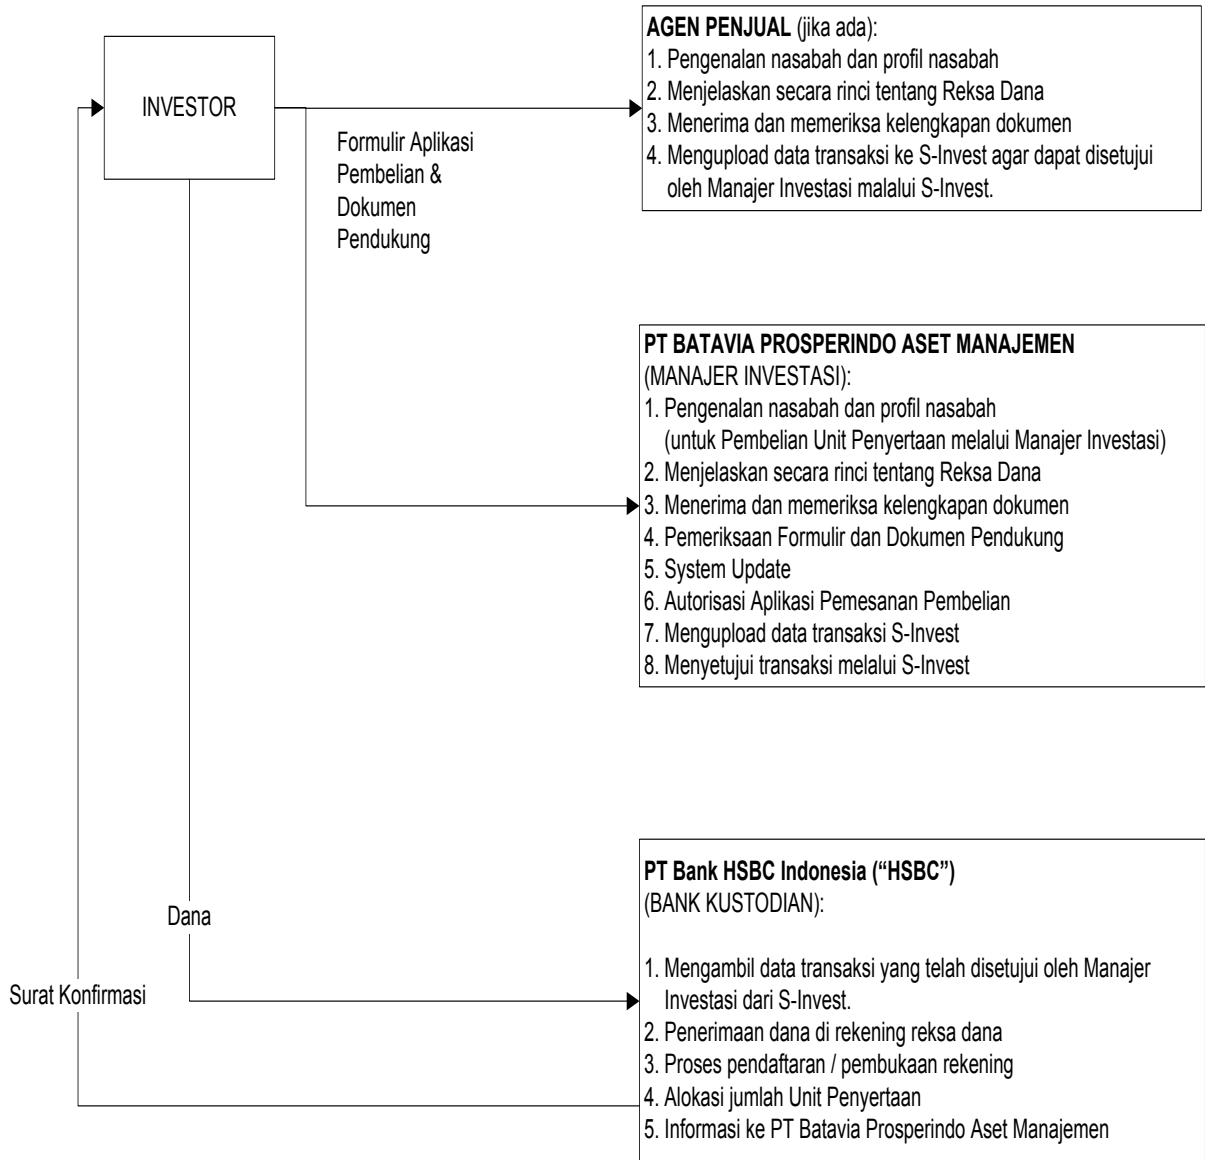 INVESTOR
Formulir Aplikasi
Pembelian &
Dokumen
Pendukung
AGEN PENJUAL (jika ada):
1. Pengenalan nasabah dan profil nasabah
2. Menjelaskan secara rinci tentang Reksa Dana
3. Menerima dan memeriksa kelengkapan dokumen
4. Mengupload data transaksi ke S-Invest agar dapat disetujui
oleh Manajer Investasi malalui S-Invest.
PT BATAVIA PROSPERINDO ASET MANAJEMEN
(MANAJER INVESTASI):
1. Pengenalan nasabah dan profil nasabah
(untuk Pembelian Unit Penyertaan melalui Manajer Investasi)
2. Menjelaskan secara rinci tentang Reksa Dana
3. Menerima dan memeriksa kelengkapan dokumen
4. Pemeriksaan Formulir dan Dokumen Pendukung
5. System Update
6. Autorisasi Aplikasi Pemesanan Pembelian
7. Mengupload data transaksi S-Invest
8. Menyetujui transaksi melalui S-Invest
Dana
Surat Konfirmasi
PT Bank HSBC Indonesia (“HSBC”)
(BANK KUSTODIAN):
1. Mengambil data transaksi yang telah disetujui oleh Manajer
Investasi dari S-Invest.
2. Penerimaan dana di rekening reksa dana
3. Proses pendaftaran / pembukaan rekening
4. Alokasi jumlah Unit Penyertaan
5. Informasi ke PT Batavia Prosperindo Aset Manajemen